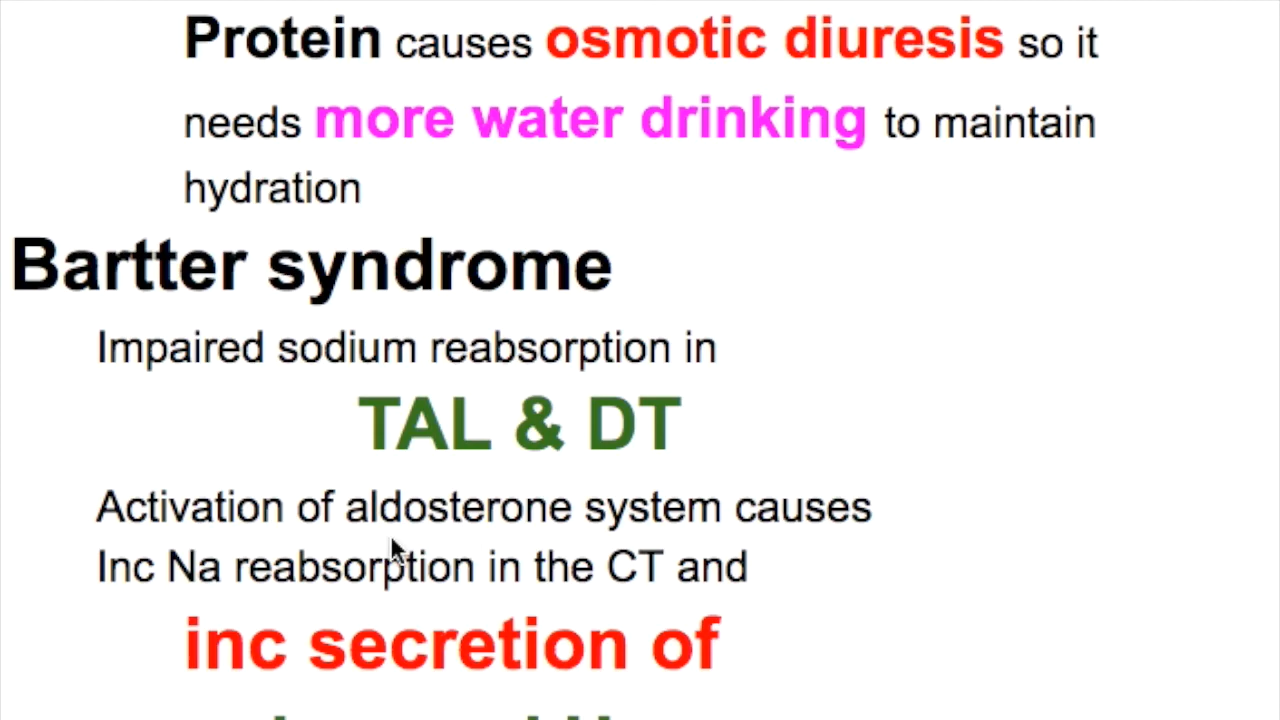 Protein causes osmotic diuresis so it
needs more water drinking to maintain
hydration
Bartter syndrome
Impaired sodium reabsorption in
TAL & DT
Activation of aldosterone system causes
Inc Na reabsorption in the CT and
inc secretion of